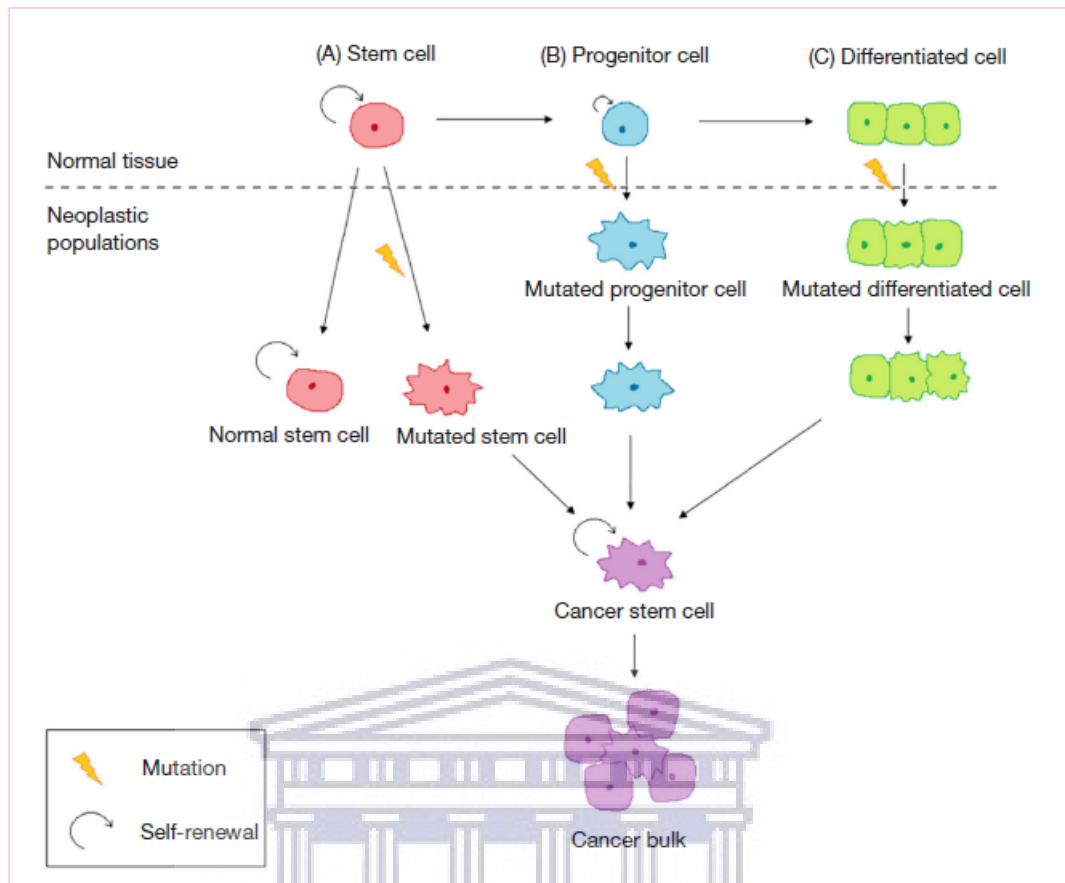 (A) Stem cell
(B) Progenitor cell
(C) Differentiated cell
Normal tissue
Neoplastic
populations
Mutated progenitor cell
Mutated differentiated cell
Normal stem cell
Mutated stem cell
Cancer stem cell
Mutation
Self-renewal
Cancer bulk